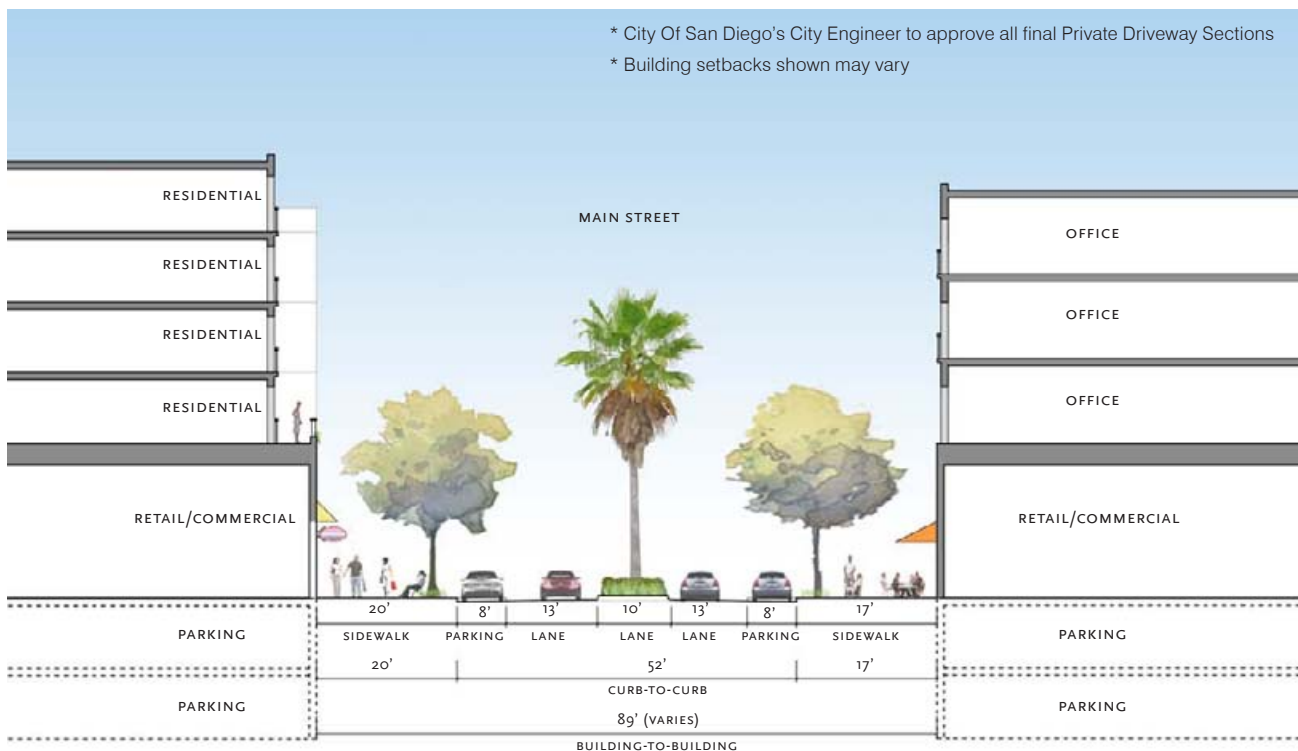 * City Of San Diego's City Engineer to approve all final Private Driveway Sections
* Building setbacks shown may vary
MAIN STREET
RESIDENTIAL
RESIDENTIAL
RESIDENTIAL
RESIDENTIAL
RETAIL/COMMERCIAL
OFFICE
OFFICE
OFFICE
RETAIL/COMMERCIAL
20' 8' 13' 10' 13' 8' 17'
PARKING SIDEWALK PARKING LANE LANE LANE PARKING SIDEWALK PARKING
20' 52' 17'
CURB-TO-CURB
PARKING 89' (VARIES) PARKING
BUILDING-TO-BUILDING